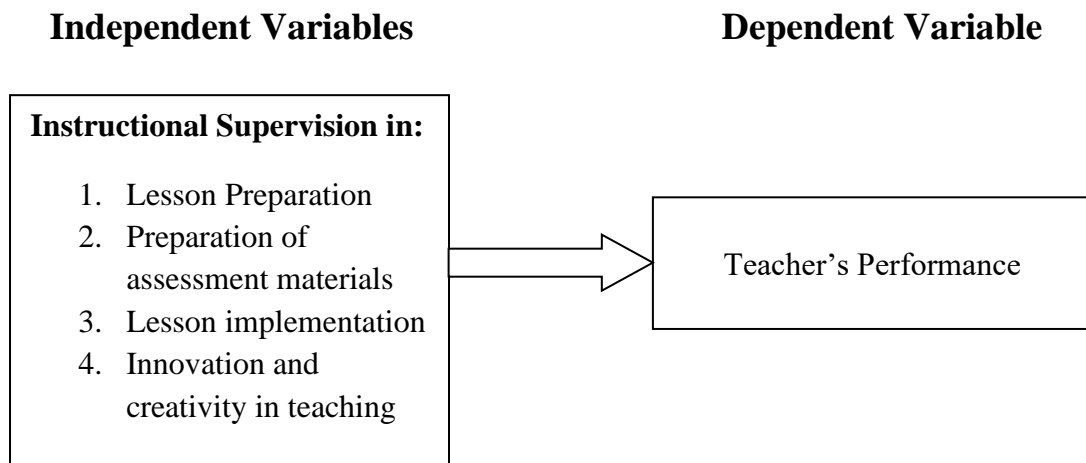 Independent Variables
Dependent Variable
Instructional Supervision in:
1. Lesson Preparation
2. Preparation of
assessment materials
3. Lesson implementation
4. Innovation and
creativity in teaching
Teacher’s Performance